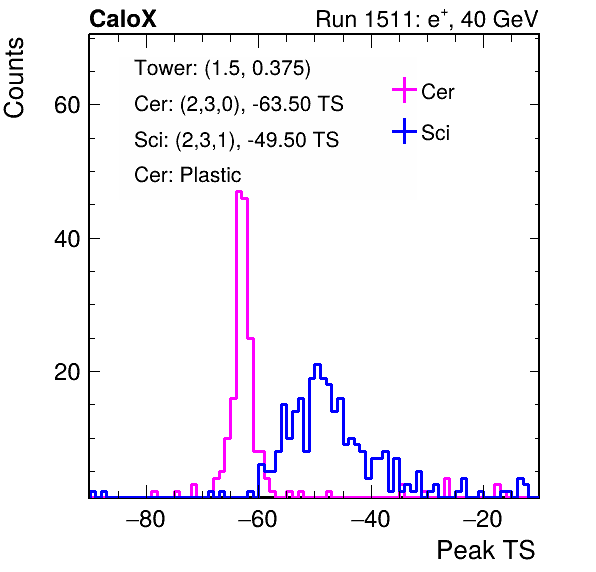 CaloX
Run 1511: e+, 40 GeV
Counts
Tower: (1.5, 0.375)
Cer: (2,3,0), -63.50 TS
Sci: (2,3,1), -49.50 TS
Cer: Plastic
Cer
Sci
60
40
20
−80 −60 −40 −20
Peak TS